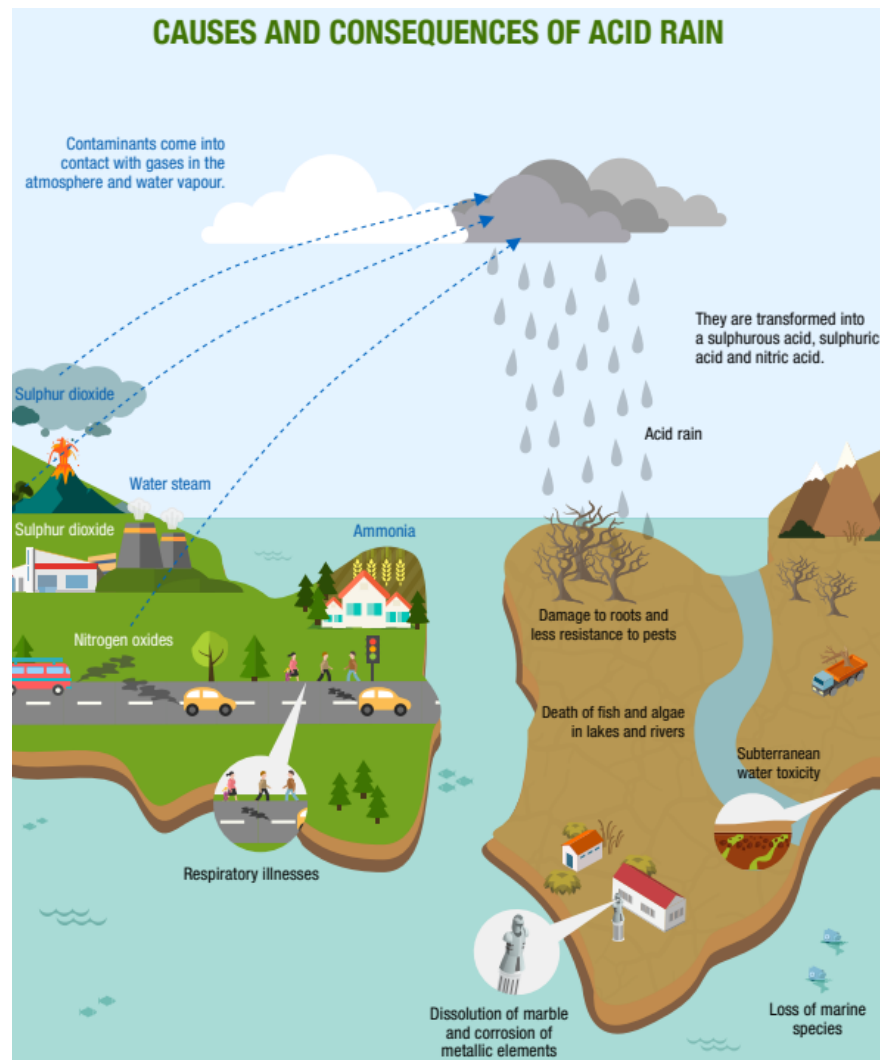 CAUSES AND CONSEQUENCES OF ACID RAIN
Contaminants come into
contact with gases in the
atmosphere and water vapour.
They are transformed into
a sulphurous acid, sulphuric
acid and nitric acid.
Sulphur dioxide
Acid rain
Water steam
Sulphur dioxide
Ammonia
Damage to roots and
less resistance to pests
Nitrogen oxides
Death of fish and algae
in lakes and rivers
Subterranean
water toxicity
Respiratory illnesses
Dissolution of marble
and corrosion of
metallic elements
Loss of marine
species